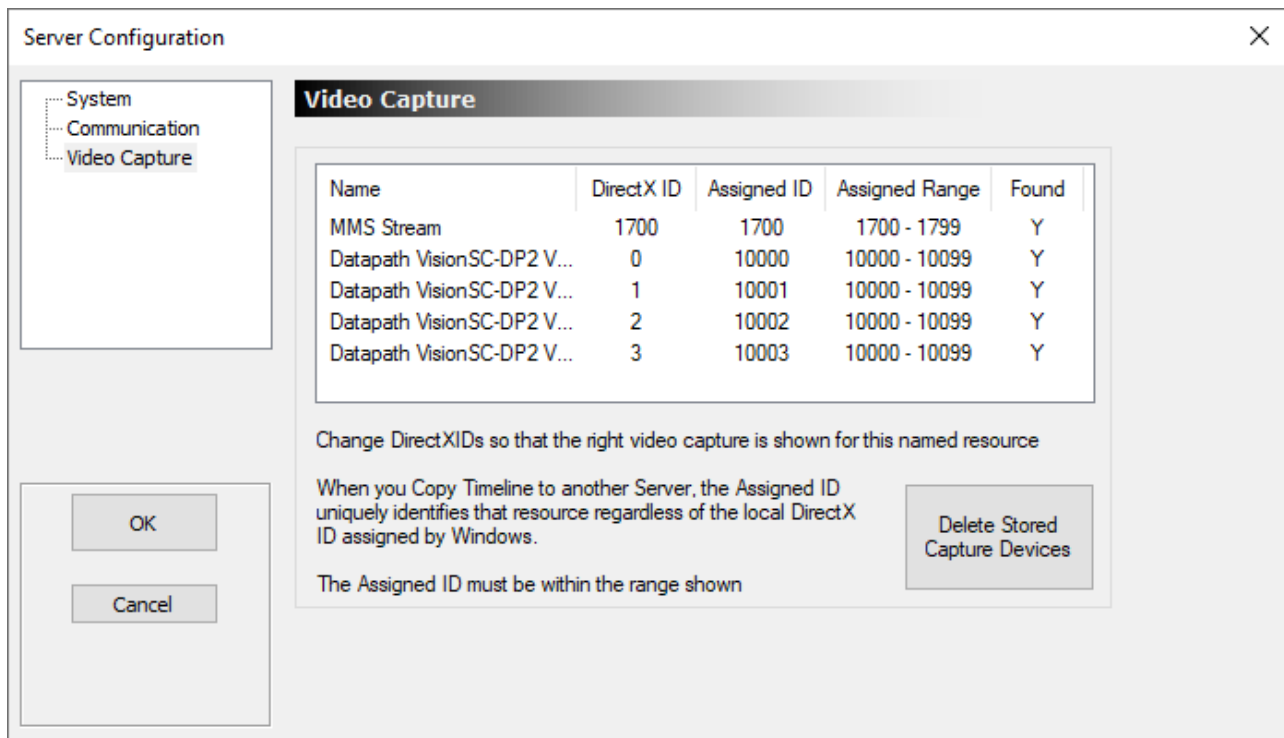 Server Configuration
System
Communication
Video Capture
Video Capture
Name DirectX ID Assigned ID Assigned Range Found
MMS Stream 1700 1700 1700 - 1799 Y
Datapath VisionSC-DP2 V... 0 10000 10000 - 10099 Y
Datapath VisionSC-DP2 V... 1 10001 10000 - 10099 Y
Datapath VisionSC-DP2 V... 2 10002 10000 - 10099 Y
Datapath VisionSC-DP2 V... 3 10003 10000 - 10099 Y
Change DirectXIDs so that the right video capture is shown for this named resource
When you Copy Timeline to another Server, the Assigned ID
uniquely identifies that resource regardless of the local DirectX
ID assigned by Windows.
The Assigned ID must be within the range shown
Delete Stored
Capture Devices
OK
Cancel